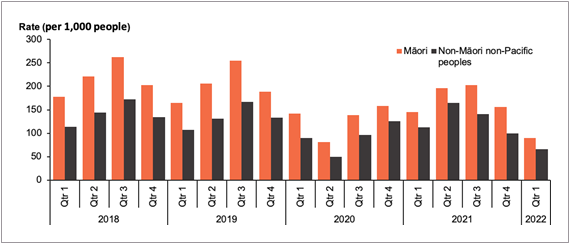 Rate (per 1,000 people)
300
250
200
150
100
50
0
Māori
Non-Māori non-Pacific
peoples
Qtr 1
Qtr 2
Qtr 3
Qtr 4
Qtr 1
Qtr 2
Qtr 3
Qtr 4
Qtr 1
Qtr 2
Qtr 3
Qtr 4
Qtr 1
Qtr 2
Qtr 3
Qtr 4
Qtr 1
2018
2019
2020
2021
2022